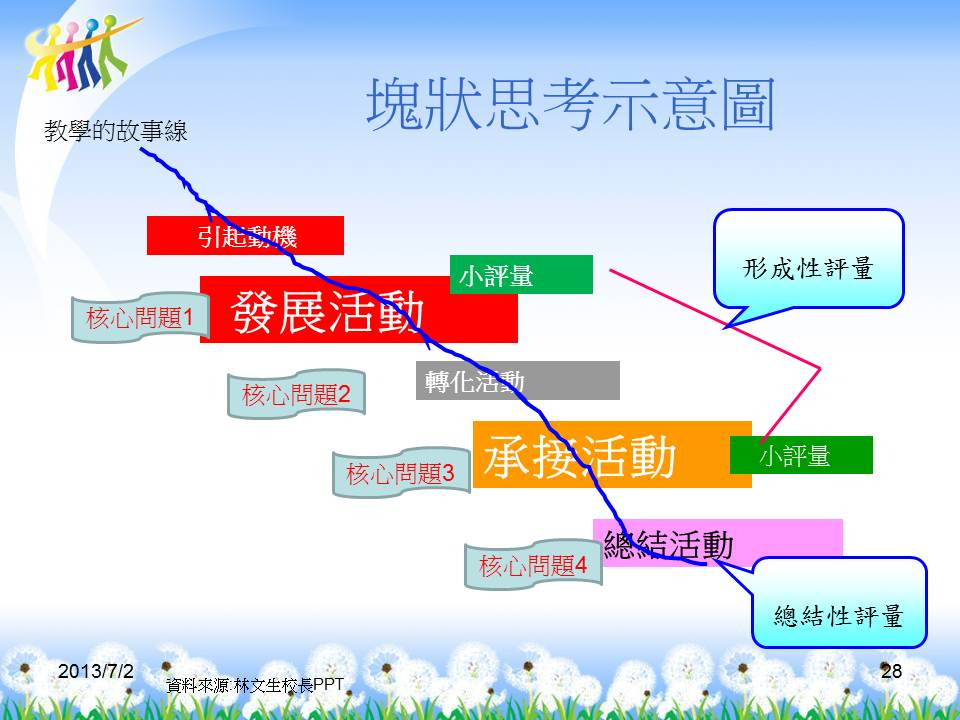 塊狀思考示意圖
教學的故事線
引起動機
小評量
形成性評量
核心問題1
發展活動
轉化活動
核心問題2
承接活動
小評量
核心問題3
總結活動
核心問題4
總結性評量
2013/7/2
資料來源:林文生校長PPT
28